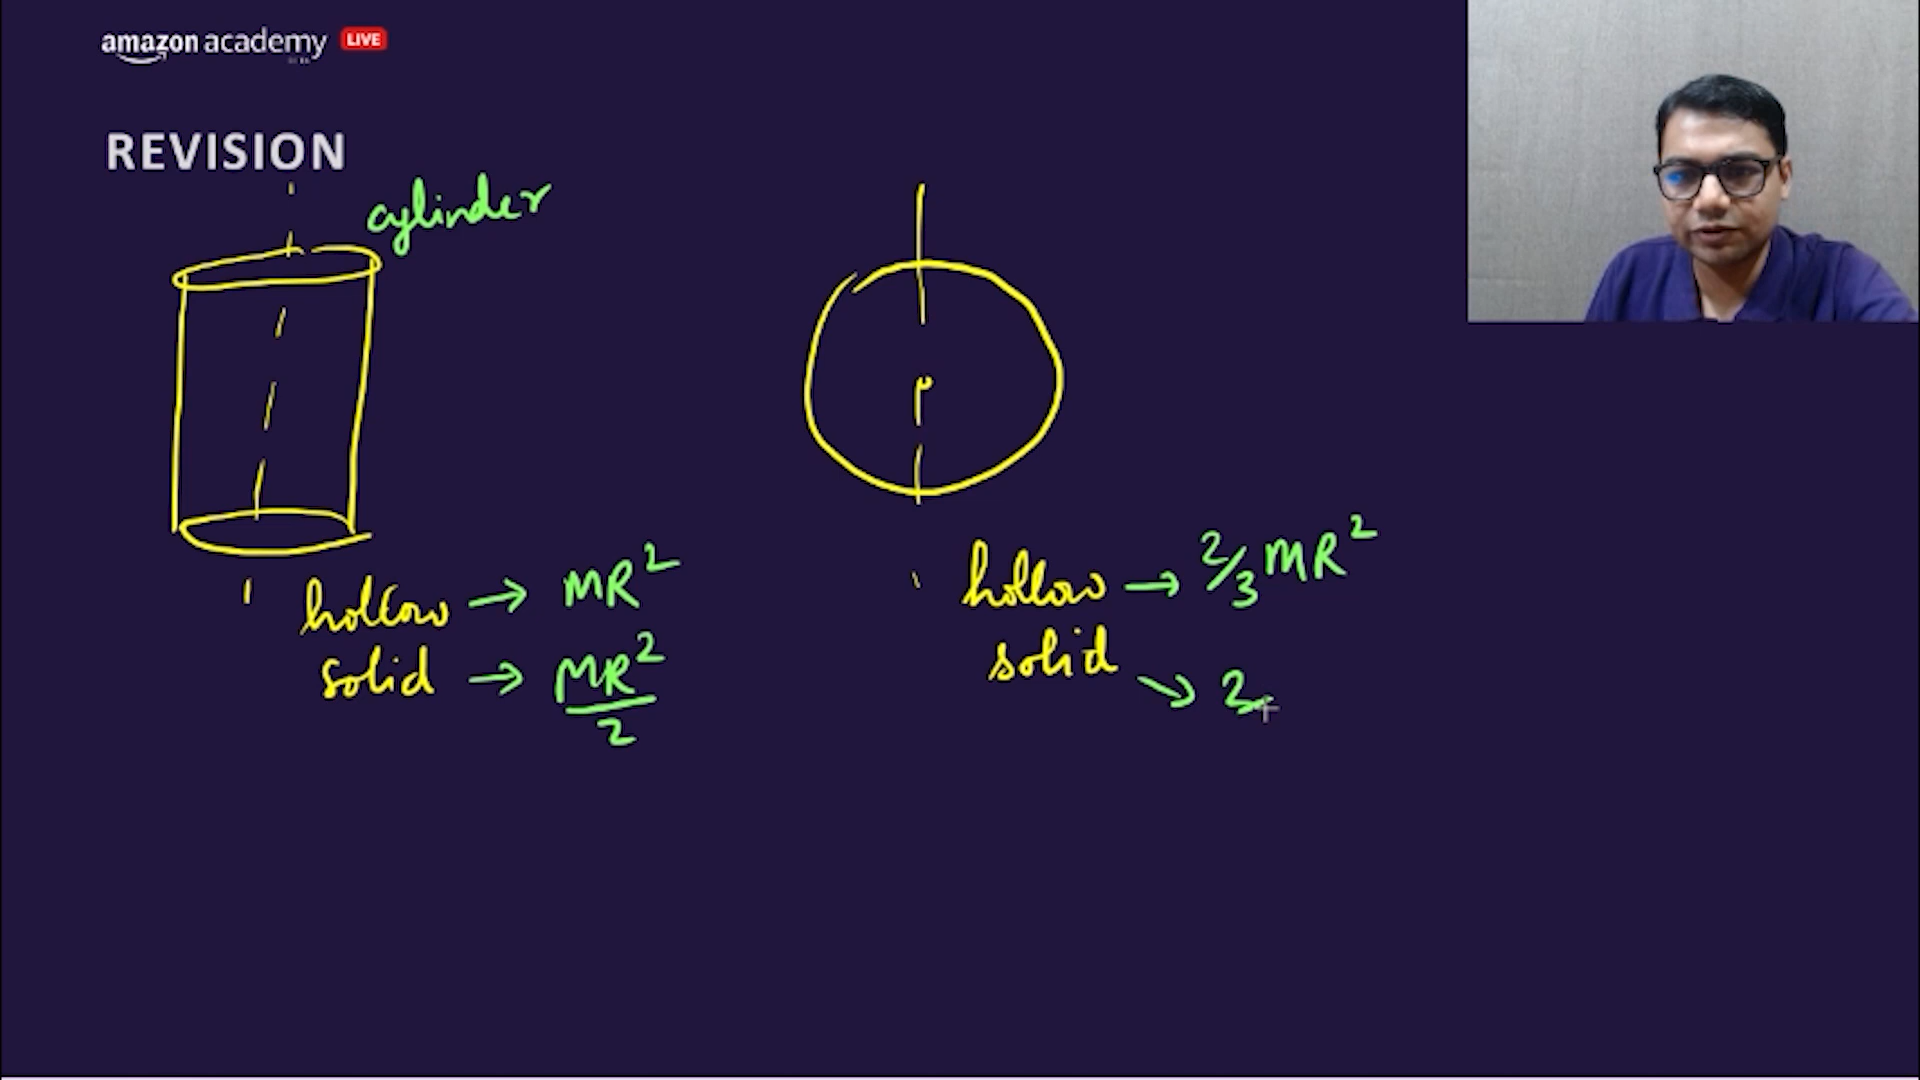 amazon academy LIVE
REVISION
cylinder
hollow → MR²
solid → MR²/2
hollow → 2/3 MR²
solid → 2